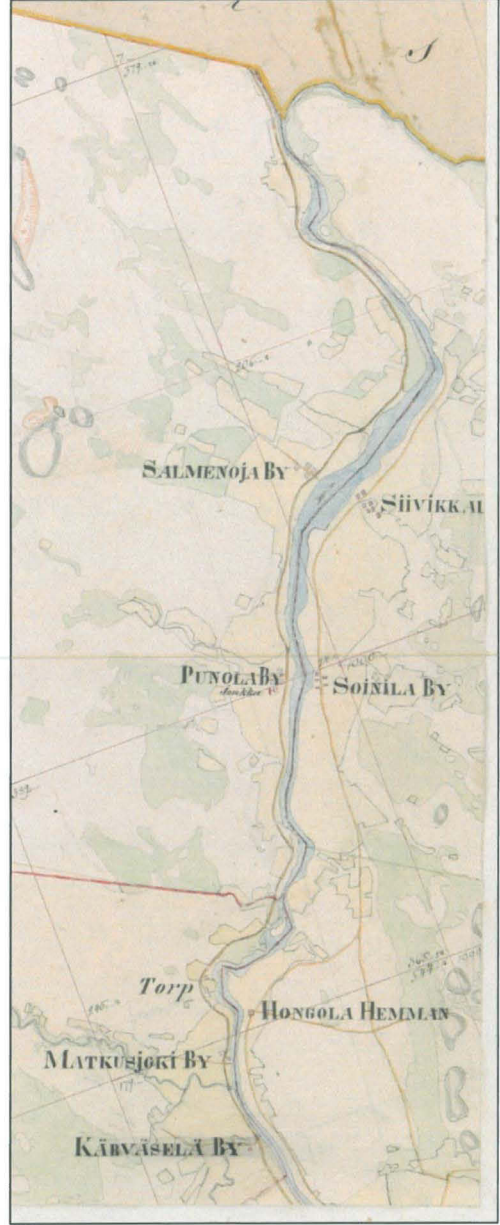 S
SALMENOJA BY
SIIVIKKAL
PUNOLA BY
SOINILA BY
Torp
HONGOLA HEMMAN
MATKUSJOKI BY
KÄRVÄSELÄ BY